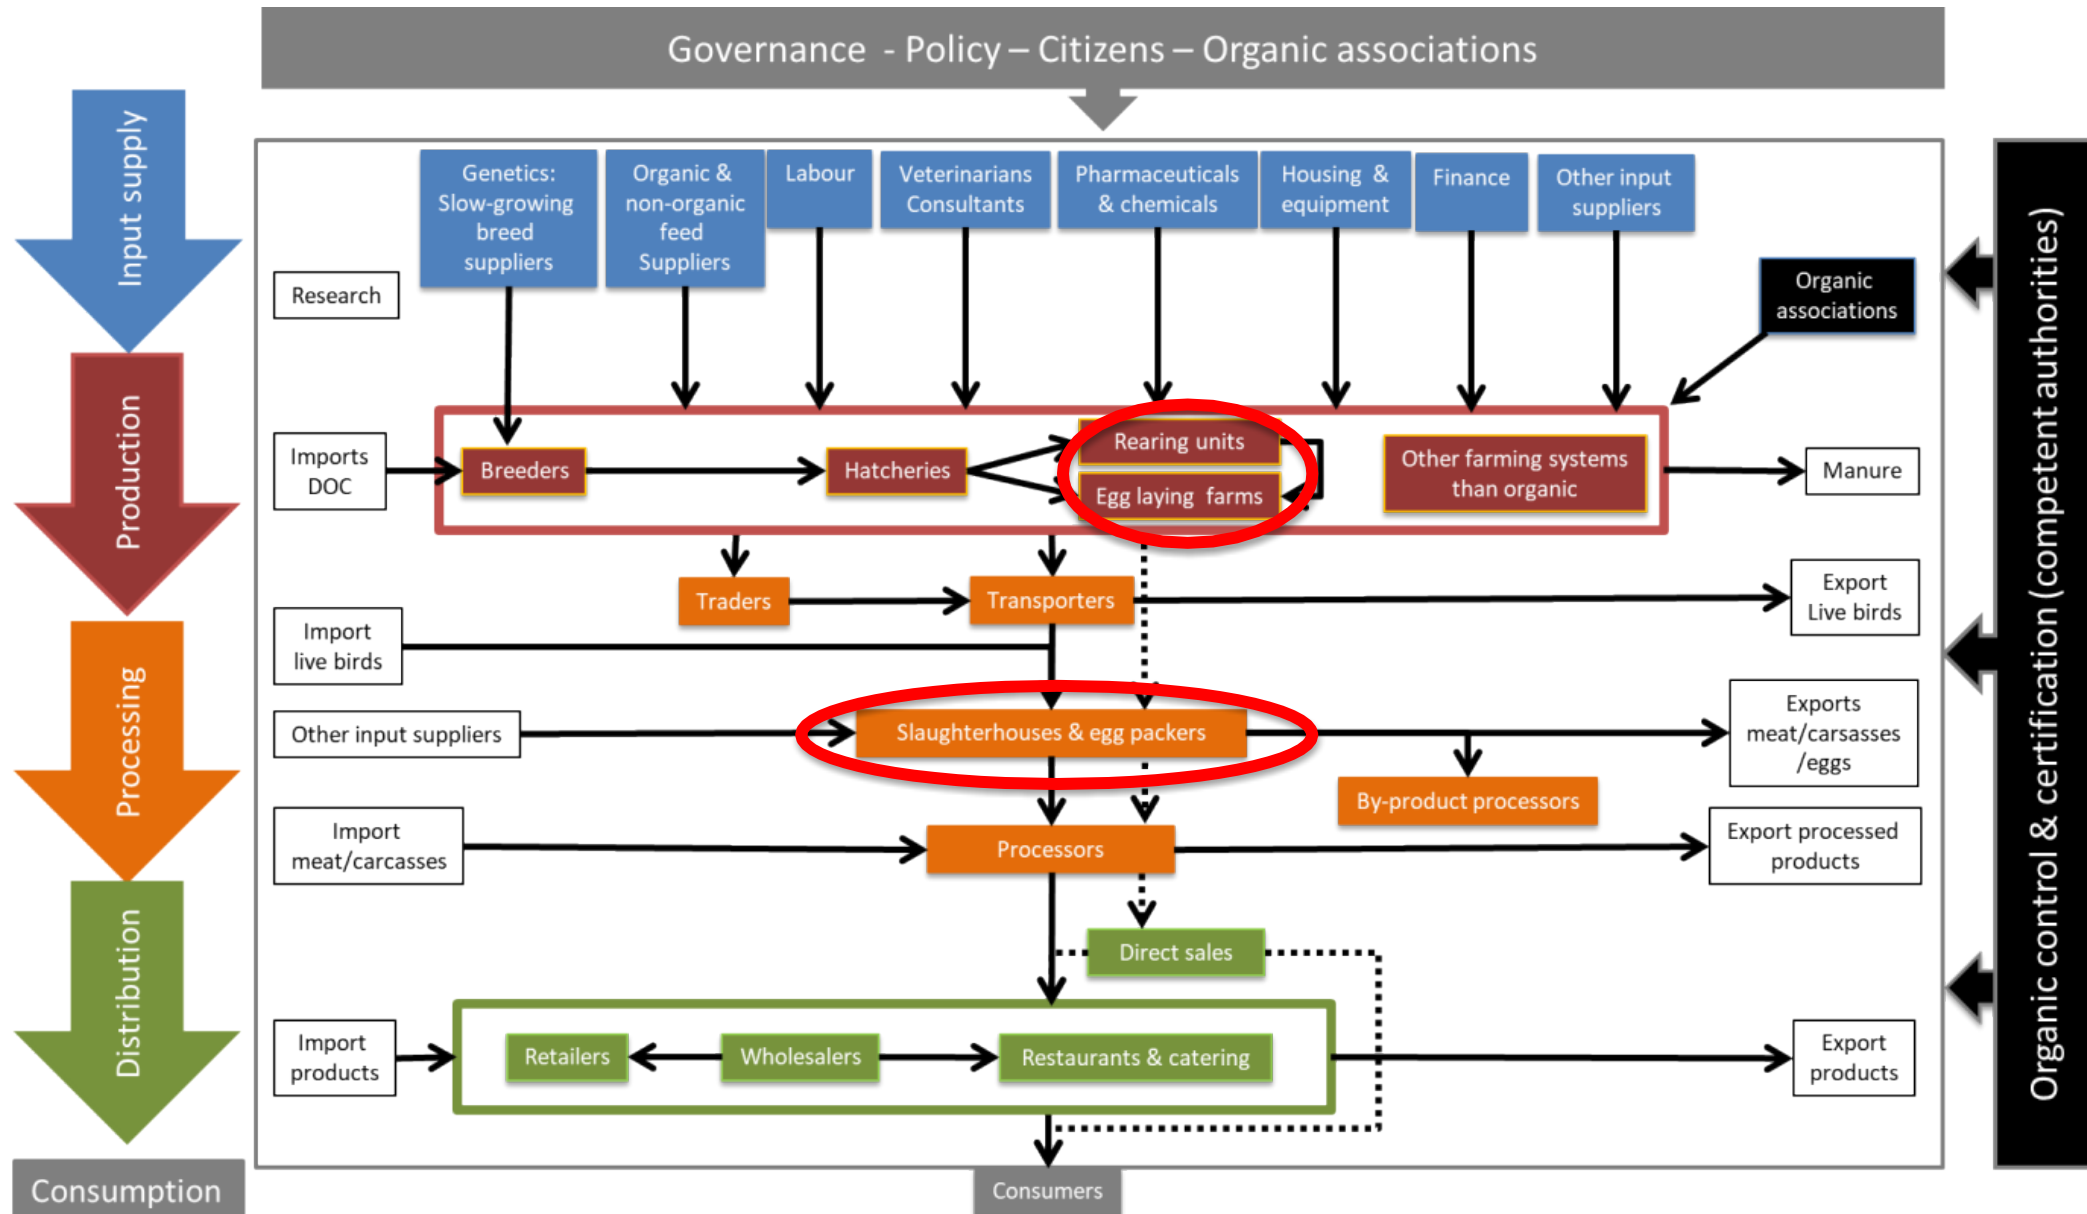 Governance - Policy – Citizens – Organic associations
Input supply
Production
Processing
Distribution
Consumption
Genetics:
Slow-growing
breed
suppliers
Organic &
non-organic
feed
Suppliers
Labour
Veterinarians
Consultants
Pharmaceuticals
& chemicals
Housing &
equipment
Finance
Other input
suppliers
Research
Organic
associations
Imports
DOC
Breeders
Hatcheries
Rearing units
Egg laying farms
Other farming systems
than organic
Manure
Traders
Transporters
Export
Live birds
Import
live birds
Other input suppliers
Slaughterhouses & egg packers
Exports
meat/carsasses
/eggs
By-product processors
Import
meat/carcasses
Processors
Export processed
products
Direct sales
Import
products
Retailers
Wholesalers
Restaurants & catering
Export
products
Consumers
Organic control & certification (competent authorities)